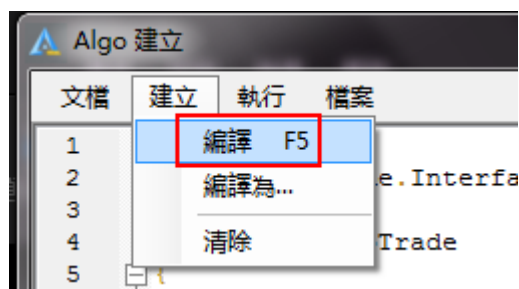 Algo 建立
文檔 建立 執行 檔案
1
編譯 F5
2
e.Interfa
編譯為...
3
4
Trade
清除
5
{